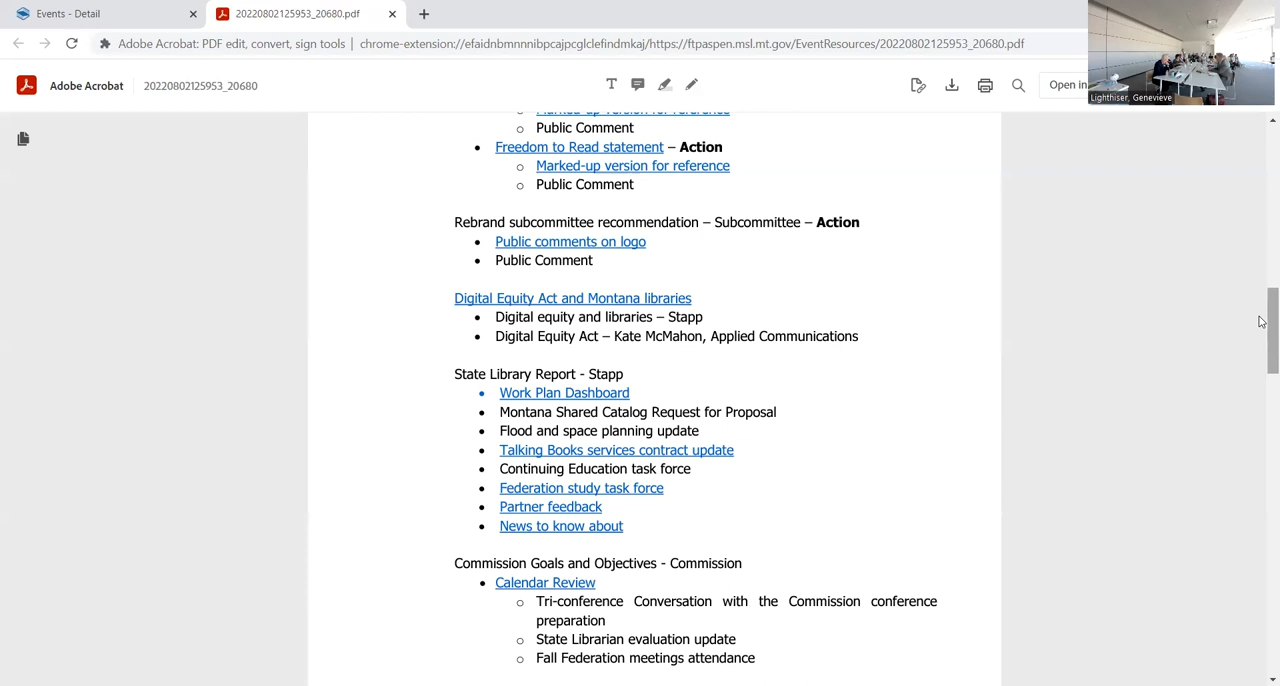 Events - Detail
20220802125953_20680.pdf
Adobe Acrobat: PDF edit, convert, sign tools | chrome-extension://efaidnbmnnnibpcajpcglclefindmkaj/https://ftpaspen.msl.mt.gov/EventResources/20220802125953_20680.pdf
Adobe Acrobat
20220802125953_20680
Open in
Lighthiser, Genevieve
Marked-up version for reference
Public Comment
Freedom to Read statement – Action
Marked-up version for reference
Public Comment
Rebrand subcommittee recommendation – Subcommittee – Action
Public comments on logo
Public Comment
Digital Equity Act and Montana libraries
Digital equity and libraries – Stapp
Digital Equity Act – Kate McMahon, Applied Communications
State Library Report - Stapp
Work Plan Dashboard
Montana Shared Catalog Request for Proposal
Flood and space planning update
Talking Books services contract update
Continuing Education task force
Federation study task force
Partner feedback
News to know about
Commission Goals and Objectives - Commission
Calendar Review
Tri-conference Conversation with the Commission conference
preparation
State Librarian evaluation update
Fall Federation meetings attendance